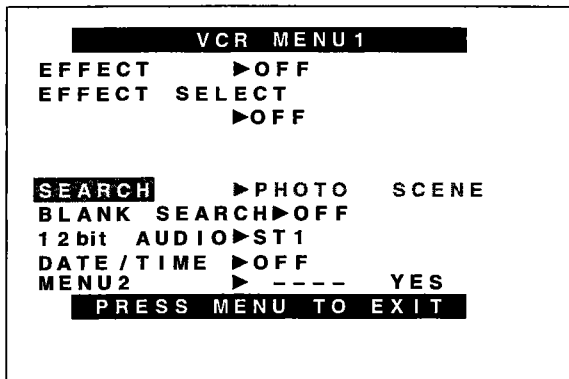 VCR MENU1
EFFECT ▶OFF
EFFECT SELECT
▶OFF
SEARCH ▶PHOTO SCENE
BLANK SEARCH▶OFF
12bit AUDIO▶ST1
DATE/TIME ▶OFF
MENU2 ▶ ---- YES
PRESS MENU TO EXIT